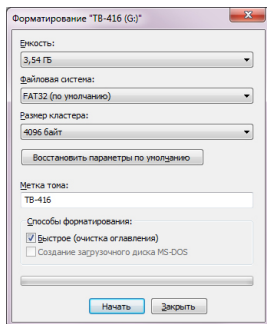 Форматирование "TB-416 (G:)"
Емкость:
3,54 ГБ
Файловая система:
FAT32 (по умолчанию)
Размер кластера:
4096 байт
Восстановить параметры по умолчанию
Метка тома:
TB-416
Способы форматирования:
Быстрое (очистка оглавления)
Создание загрузочного диска MS-DOS
Начать
Закрыть